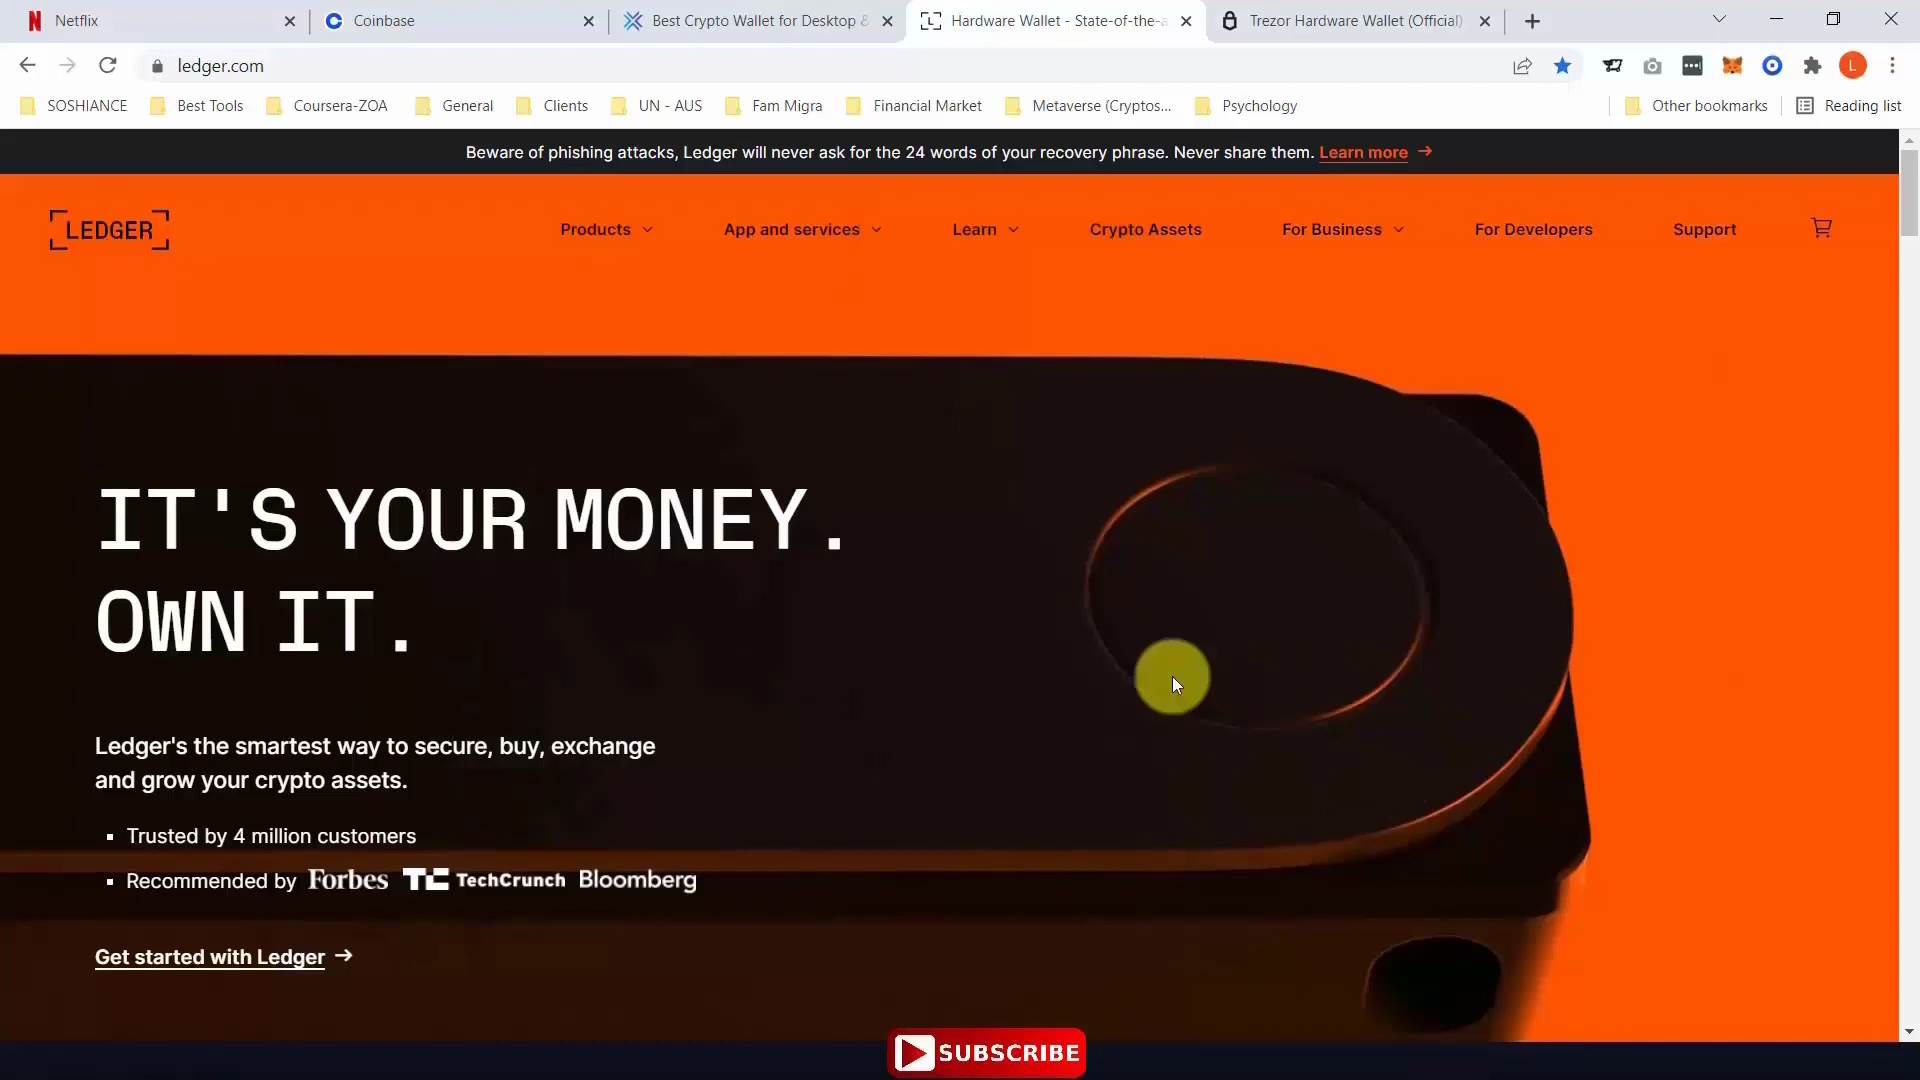 Netflix
Coinbase
Best Crypto Wallet for Desktop &
Hardware Wallet - State-of-the-a
Trezor Hardware Wallet (Official)
ledger.com
L
SOSHIANCE
Best Tools
Coursera-ZOA
General
Clients
UN - AUS
Fam Migra
Financial Market
Metaverse (Cryptos...
Psychology
Other bookmarks
Reading list
Beware of phishing attacks, Ledger will never ask for the 24 words of your recovery phrase. Never share them. Learn more →
LEDGER
Products
App and services
Learn
Crypto Assets
For Business
For Developers
Support
IT'S YOUR MONEY.
OWN IT.
Ledger's the smartest way to secure, buy, exchange
and grow your crypto assets.
▪ Trusted by 4 million customers
▪ Recommended by Forbes TC TechCrunch Bloomberg
Get started with Ledger →
SUBSCRIBE